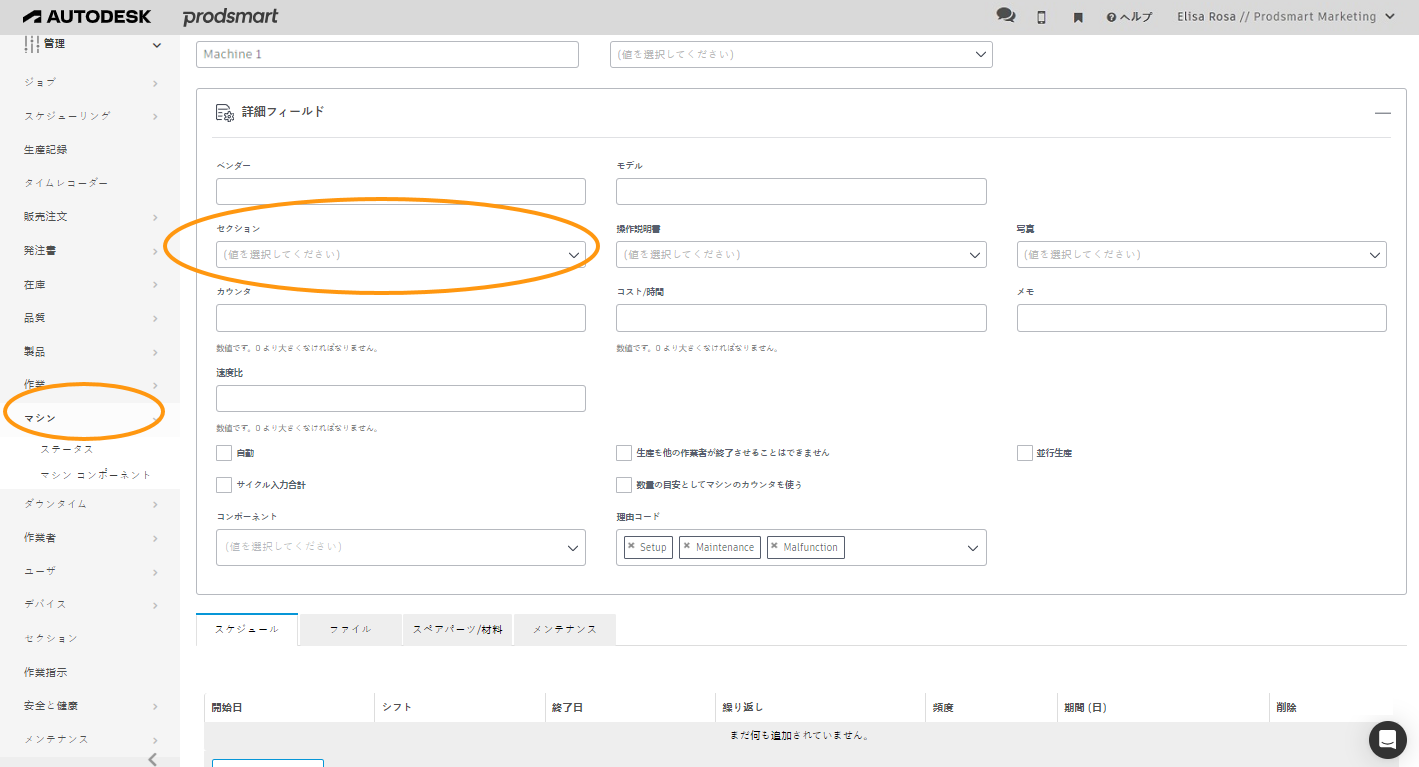 AUTODESK prodsmart ヘルプ Elisa Rosa // Prodsmart Marketing
管理
ジョブ
スケジューリング
生産記録
タイムレコーダー
販売注文
発注書
在庫
品質
製品
作業
マシン
ステータス
マシン コンポーネント
ダウンタイム
作業者
ユーザ
デバイス
セクション
作業指示
安全と健康
メンテナンス
Machine 1 (値を選択してください)
詳細フィールド
ベンダー モデル
セクション 操作説明書 写真
(値を選択してください) (値を選択してください) (値を選択してください)
カウンタ コスト/時間 メモ
数値です。0 より大きくなければなりません。 数値です。0 より大きくなければなりません。
速度比
数値です。0 より大きくなければなりません。
自動 生産を他の作業者が終了させることはできません 並行生産
サイクル入力合計 数量の目安としてマシンのカウンタを使う
コンポーネント 理由コード
(値を選択してください) × Setup × Maintenance × Malfunction
スケジュール ファイル スペアパーツ/材料 メンテナンス
開始日 シフト 終了日 繰り返し 頻度 期間 (日) 削除
まだ何も追加されていません。